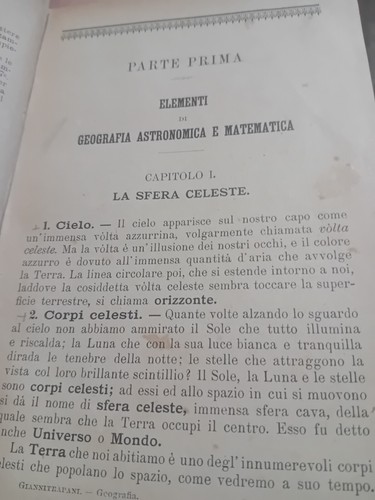 PARTE PRIMA
ELEMENTI
DI
GEOGRAFIA ASTRONOMICA E MATEMATICA
CAPITOLO I.
LA SFERA CELESTE.
1. Cielo. — Il cielo apparisce sul nostro capo come
un'immensa vòlta azzurrina, volgarmente chiamata vòlta
celeste. Ma la vòlta è un'illusione dei nostri occhi, e il colore
azzurro è dovuto all'immensa quantità d'aria che avvolge
la Terra. La linea circolare poi, che si estende intorno a noi,
laddove la cosiddetta vòlta celeste sembra toccare la super-
ficie terrestre, si chiama orizzonte.
2. Corpi celesti. — Quante volte alzando lo sguardo
al cielo non abbiamo ammirato il Sole che tutto illumina
e riscalda; la Luna che con la sua luce bianca e tranquilla
dirada le tenebre della notte; le stelle che attraggono la
vista col loro brillante scintillio? Il Sole, la Luna e le stelle
sono corpi celesti; ad essi ed allo spazio in cui si muovono
si dà il nome di sfera celeste, immensa sfera cava, della
quale sembra che la Terra occupi il centro. Esso fu detto
anche Universo o Mondo.
La Terra che noi abitiamo è uno degl'innumerevoli corpi
celesti che popolano lo spazio, come vedremo a suo tempo.
GIANNITRAPANI. — Geografia.